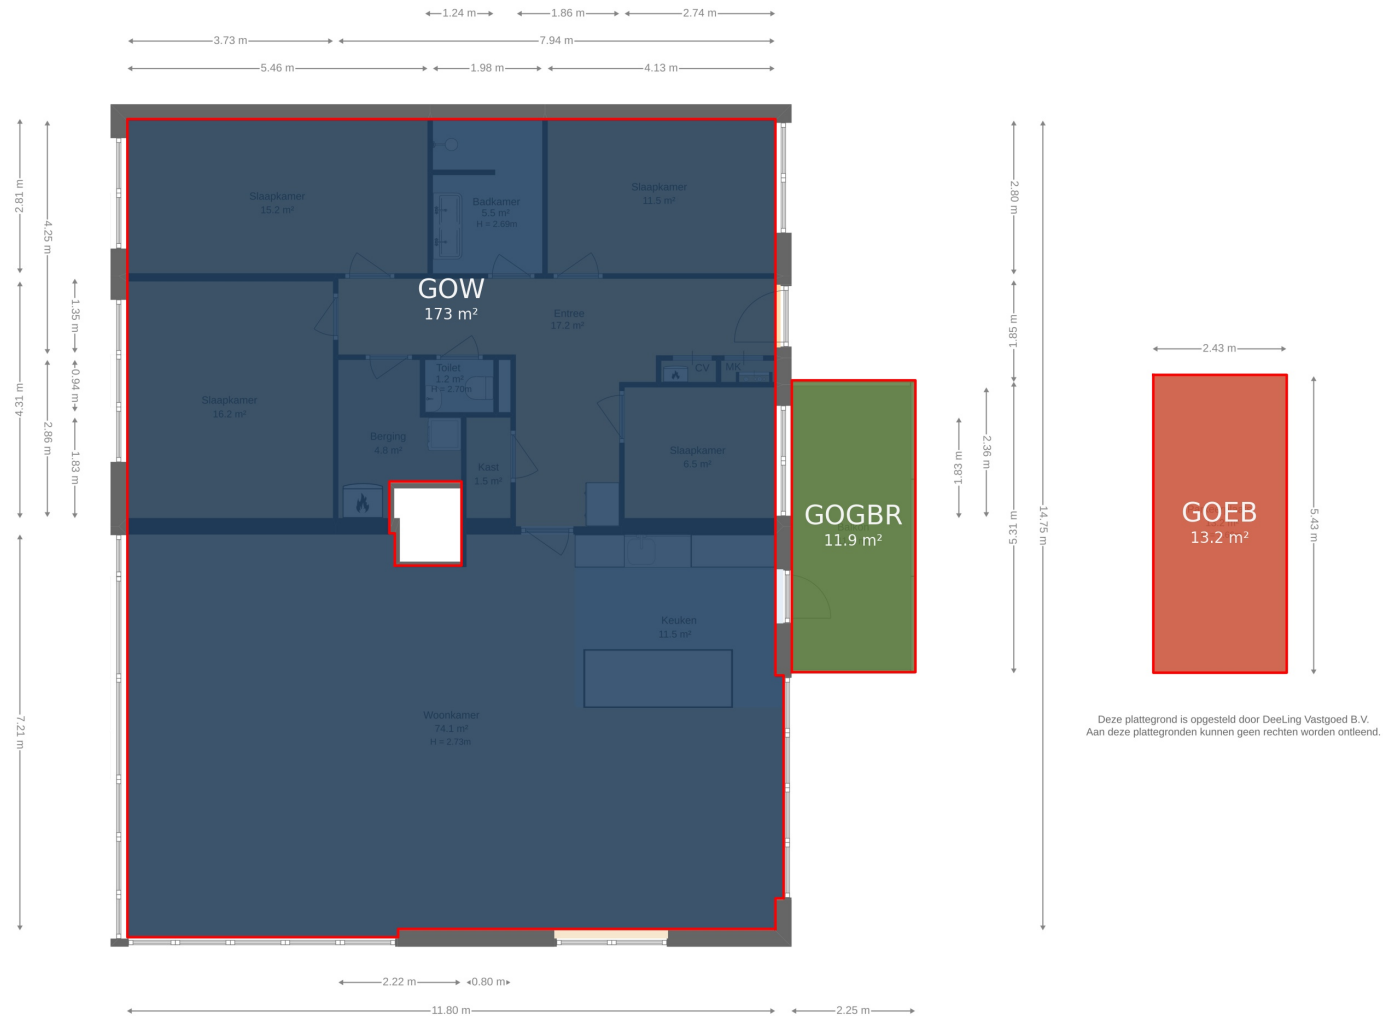 1.24 m
1.86 m
2.74 m
3.73 m
7.94 m
5.46 m
1.98 m
4.13 m
2.81 m
4.25 m
1.35 m
0.94 m
4.31 m
2.86 m
1.83 m
7.21 m
Slaapkamer
15.2 m²
Badkamer
5.5 m²
H = 2.69m
Slaapkamer
11.5 m²
GOW
173 m²
Entree
17.2 m²
Slaapkamer
16.2 m²
Toilet
1.2 m²
H = 2.70m
CV
MK
Berging
4.8 m²
Kast
1.5 m²
Slaapkamer
6.5 m²
Keuken
11.5 m²
Woonkamer
74.1 m²
H = 2.73m
GOGBR
11.9 m²
2.80 m
1.85 m
2.36 m
1.83 m
5.31 m
14.75 m
2.43 m
GOEB
13.2 m²
5.43 m
Deze plattegrond is opgesteld door DeeLing Vastgoed B.V.
Aan deze plattegronden kunnen geen rechten worden ontleend.
2.22 m
0.80 m
11.80 m
2.25 m